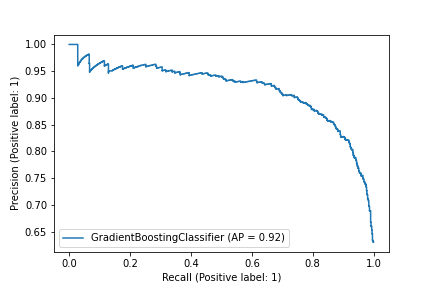 1.00
0.95
0.90
0.85
0.80
0.75
0.70
0.65
Precision (Positive label: 1)
GradientBoostingClassifier (AP = 0.92)
0.0 0.2 0.4 0.6 0.8 1.0
Recall (Positive label: 1)